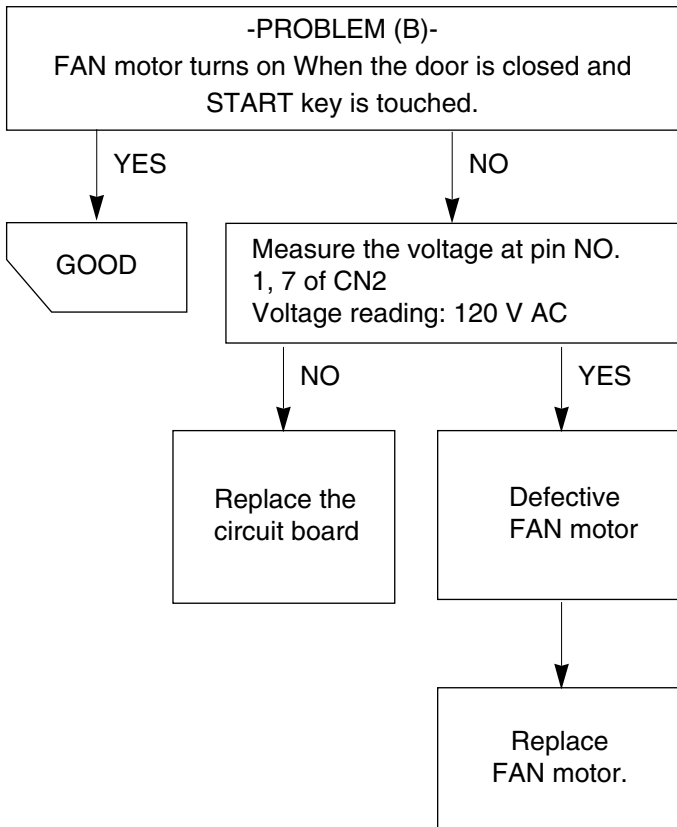 -PROBLEM (B)-
FAN motor turns on When the door is closed and
START key is touched.
YES
NO
GOOD
Measure the voltage at pin NO.
1, 7 of CN2
Voltage reading: 120 V AC
NO
YES
Replace the
circuit board
Defective
FAN motor
Replace
FAN motor.